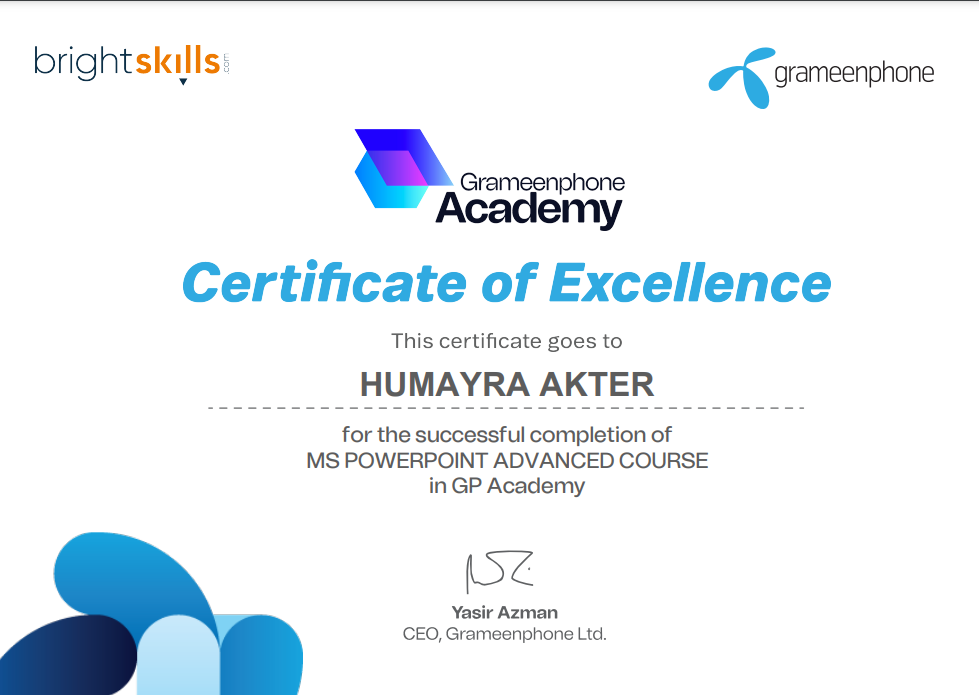 brightskills.com
grameenphone
Grameenphone
Academy
Certificate of Excellence
This certificate goes to
HUMAYRA AKTER
for the successful completion of
MS POWERPOINT ADVANCED COURSE
in GP Academy
Yasir Azman
CEO, Grameenphone Ltd.